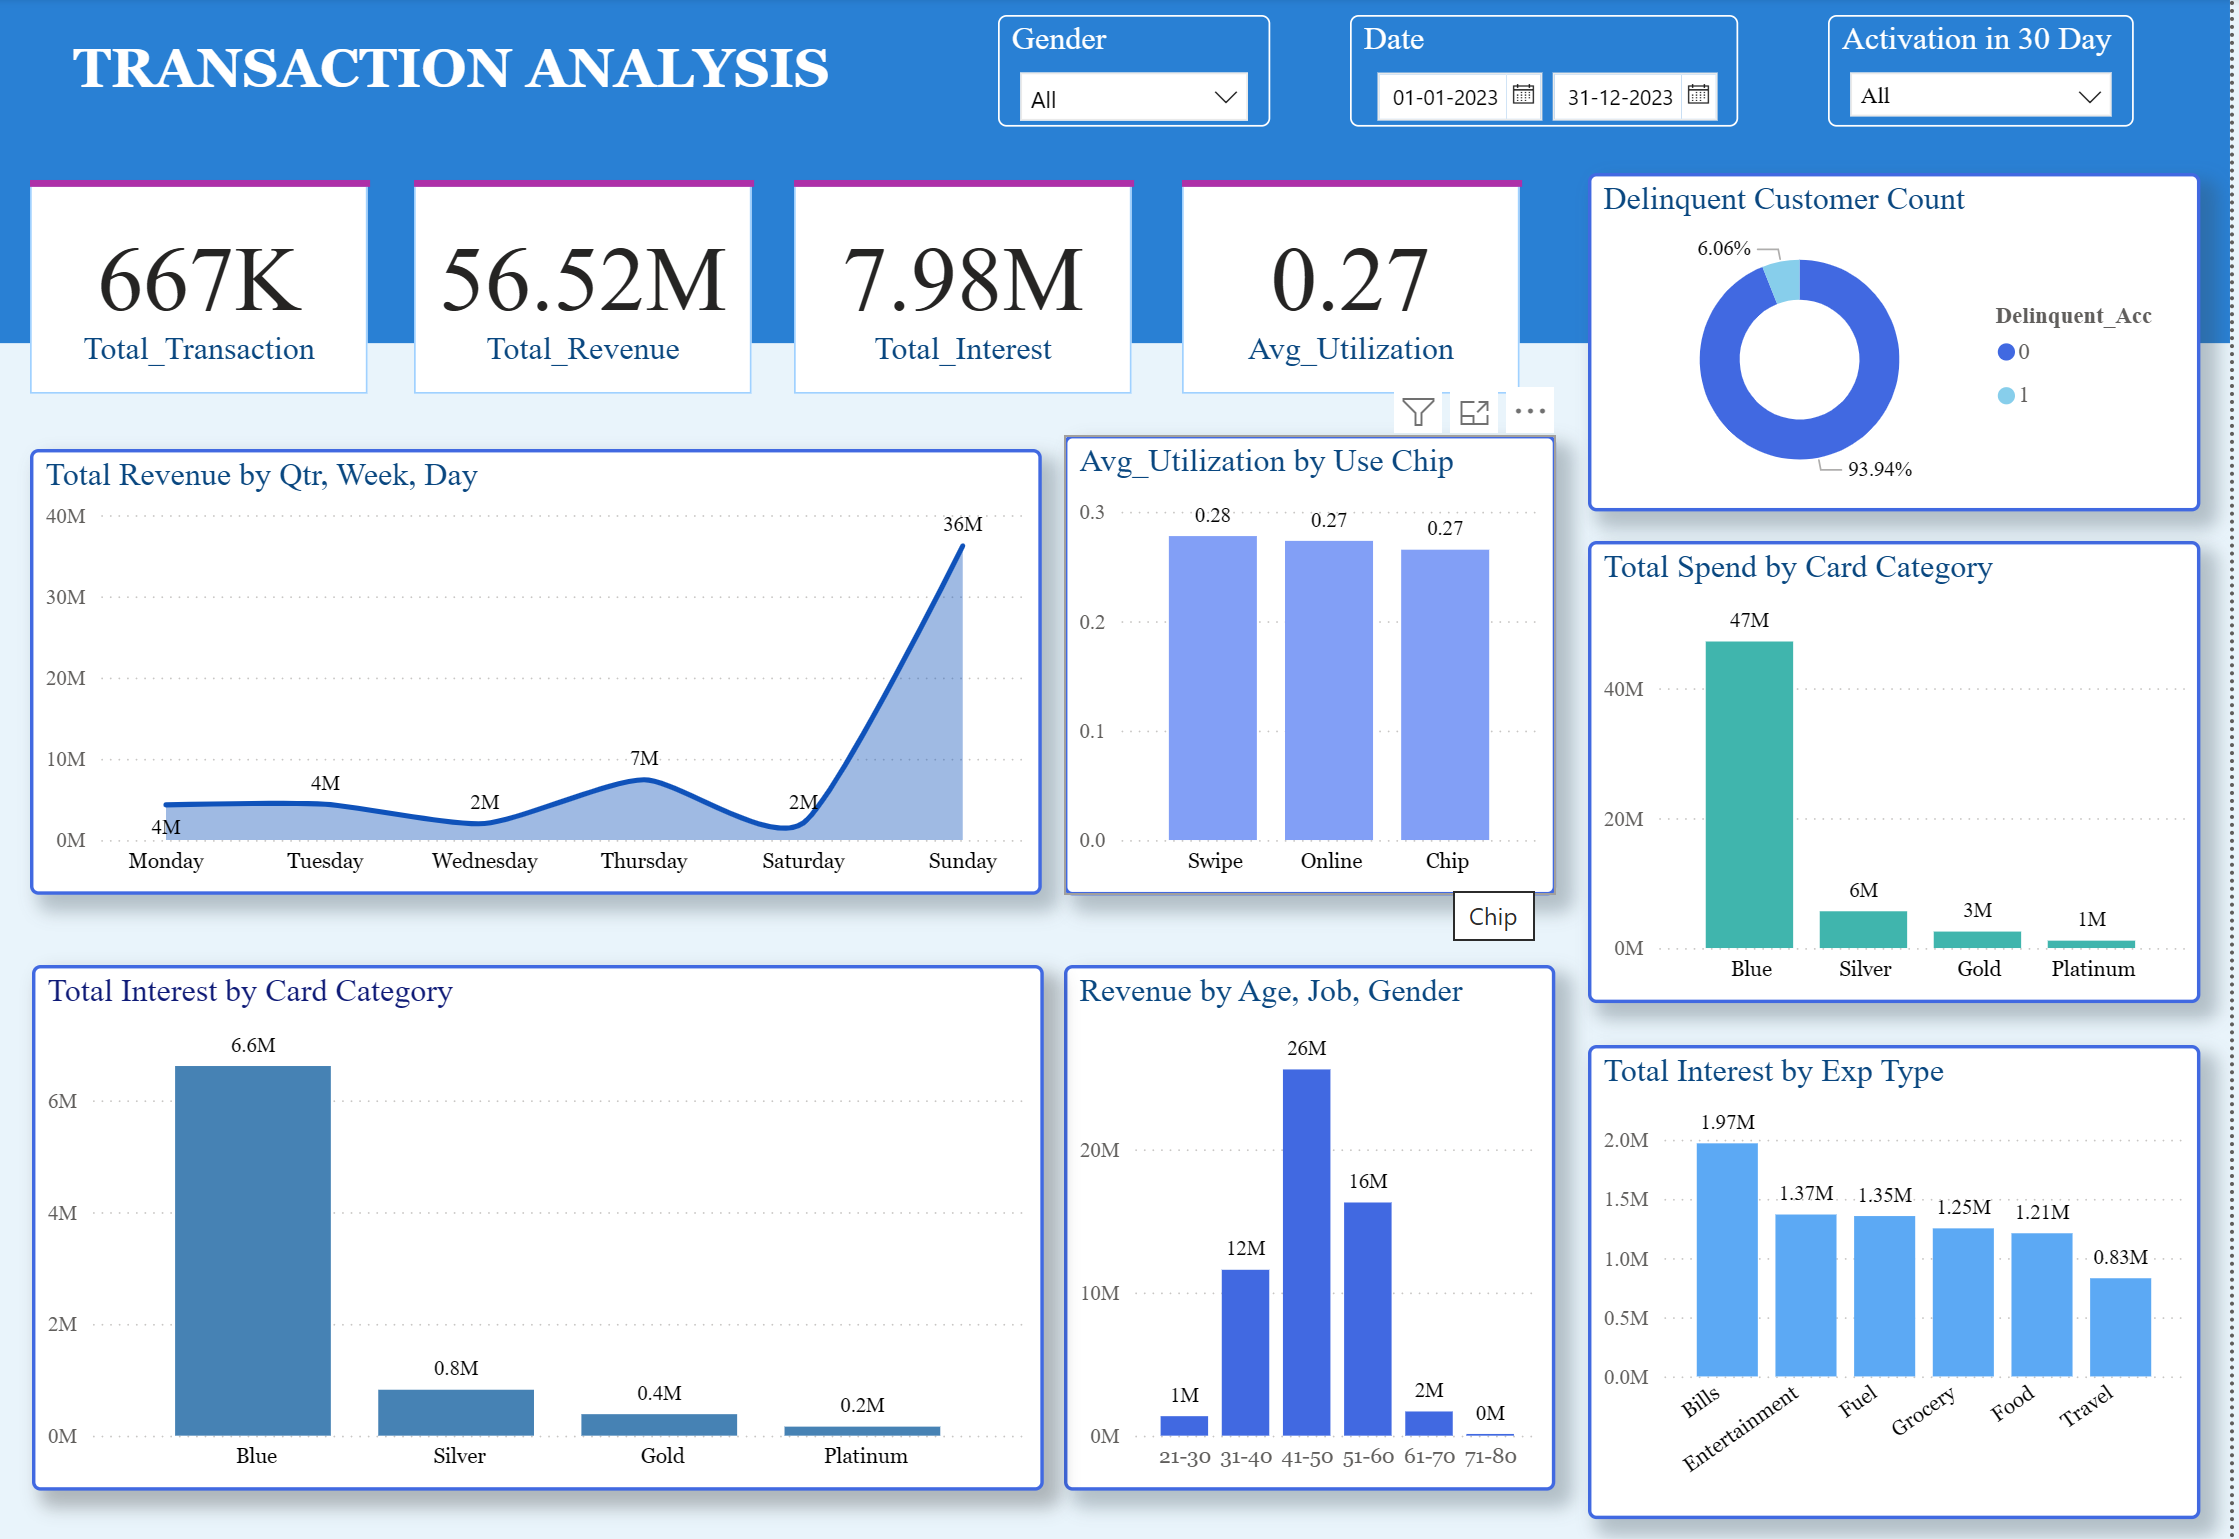 TRANSACTION ANALYSIS
Gender
All
Date
01-01-2023
31-12-2023
Activation in 30 Day
All
667K
Total_Transaction
56.52M
Total_Revenue
7.98M
Total_Interest
0.27
Avg_Utilization
Delinquent Customer Count
6.06%
93.94%
Delinquent_Acc
0
1
Total Revenue by Qtr, Week, Day
40M
30M
20M
10M
0M
4M
4M
2M
7M
2M
36M
Monday Tuesday Wednesday Thursday Saturday Sunday
Avg_Utilization by Use Chip
0.3
0.2
0.1
0.0
0.28 0.27 0.27
Swipe Online Chip
Chip
Total Spend by Card Category
40M
20M
0M
47M
6M
3M
1M
Blue Silver Gold Platinum
Total Interest by Card Category
6M
4M
2M
0M
6.6M
0.8M
0.4M
0.2M
Blue Silver Gold Platinum
Revenue by Age, Job, Gender
20M
10M
0M
1M
12M
26M
16M
2M
0M
21-30 31-40 41-50 51-60 61-70 71-80
Total Interest by Exp Type
2.0M
1.5M
1.0M
0.5M
0.0M
1.97M
1.37M
1.35M
1.25M
1.21M
0.83M
Bills
Entertainment
Fuel
Grocery
Food
Travel